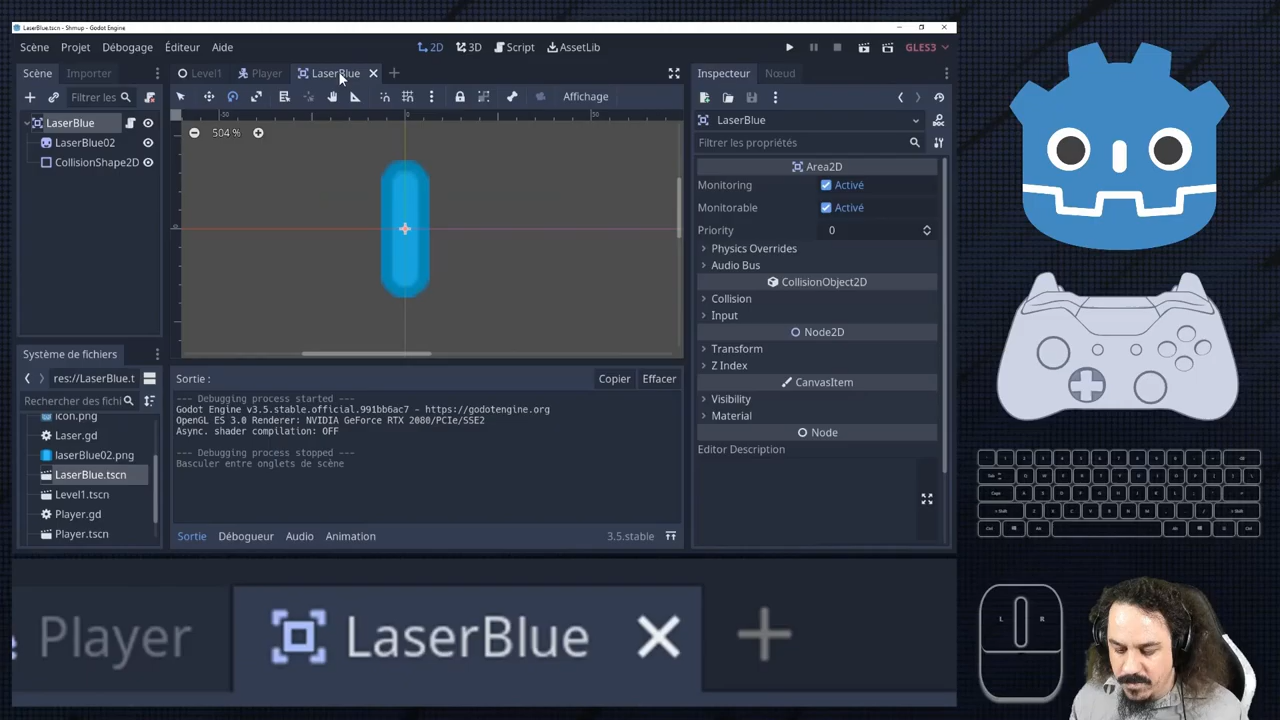 LaserBlue.tscn - Shmup - Godot Engine
Scène Projet Débogage Éditeur Aide
2D 3D Script AssetLib
GLES3
Scène Importer
Level1 Player LaserBlue
Inspecteur Nœud
Filtrer les
Affichage
LaserBlue
LaserBlue02
CollisionShape2D
504 %
-50 0 50
0
LaserBlue
Filtrer les propriétés
Area2D
Monitoring Activé
Monitorable Activé
Priority 0
Physics Overrides
Audio Bus
CollisionObject2D
Collision
Input
Node2D
Transform
Z Index
CanvasItem
Visibility
Material
Node
Editor Description
Système de fichiers
res://LaserBlue.t
Rechercher des fichi
icon.png
Laser.gd
laserBlue02.png
LaserBlue.tscn
Level1.tscn
Player.gd
Player.tscn
Sortie :
Copier Effacer
--- Debugging process started ---
Godot Engine v3.5.stable.official.991bb6ac7 - https://godotengine.org
OpenGL ES 3.0 Renderer: NVIDIA GeForce RTX 2080/PCIe/SSE2
Async. shader compilation: OFF
--- Debugging process stopped ---
Basculer entre onglets de scène
Sortie Débogueur Audio Animation
3.5.stable
Player LaserBlue
L R